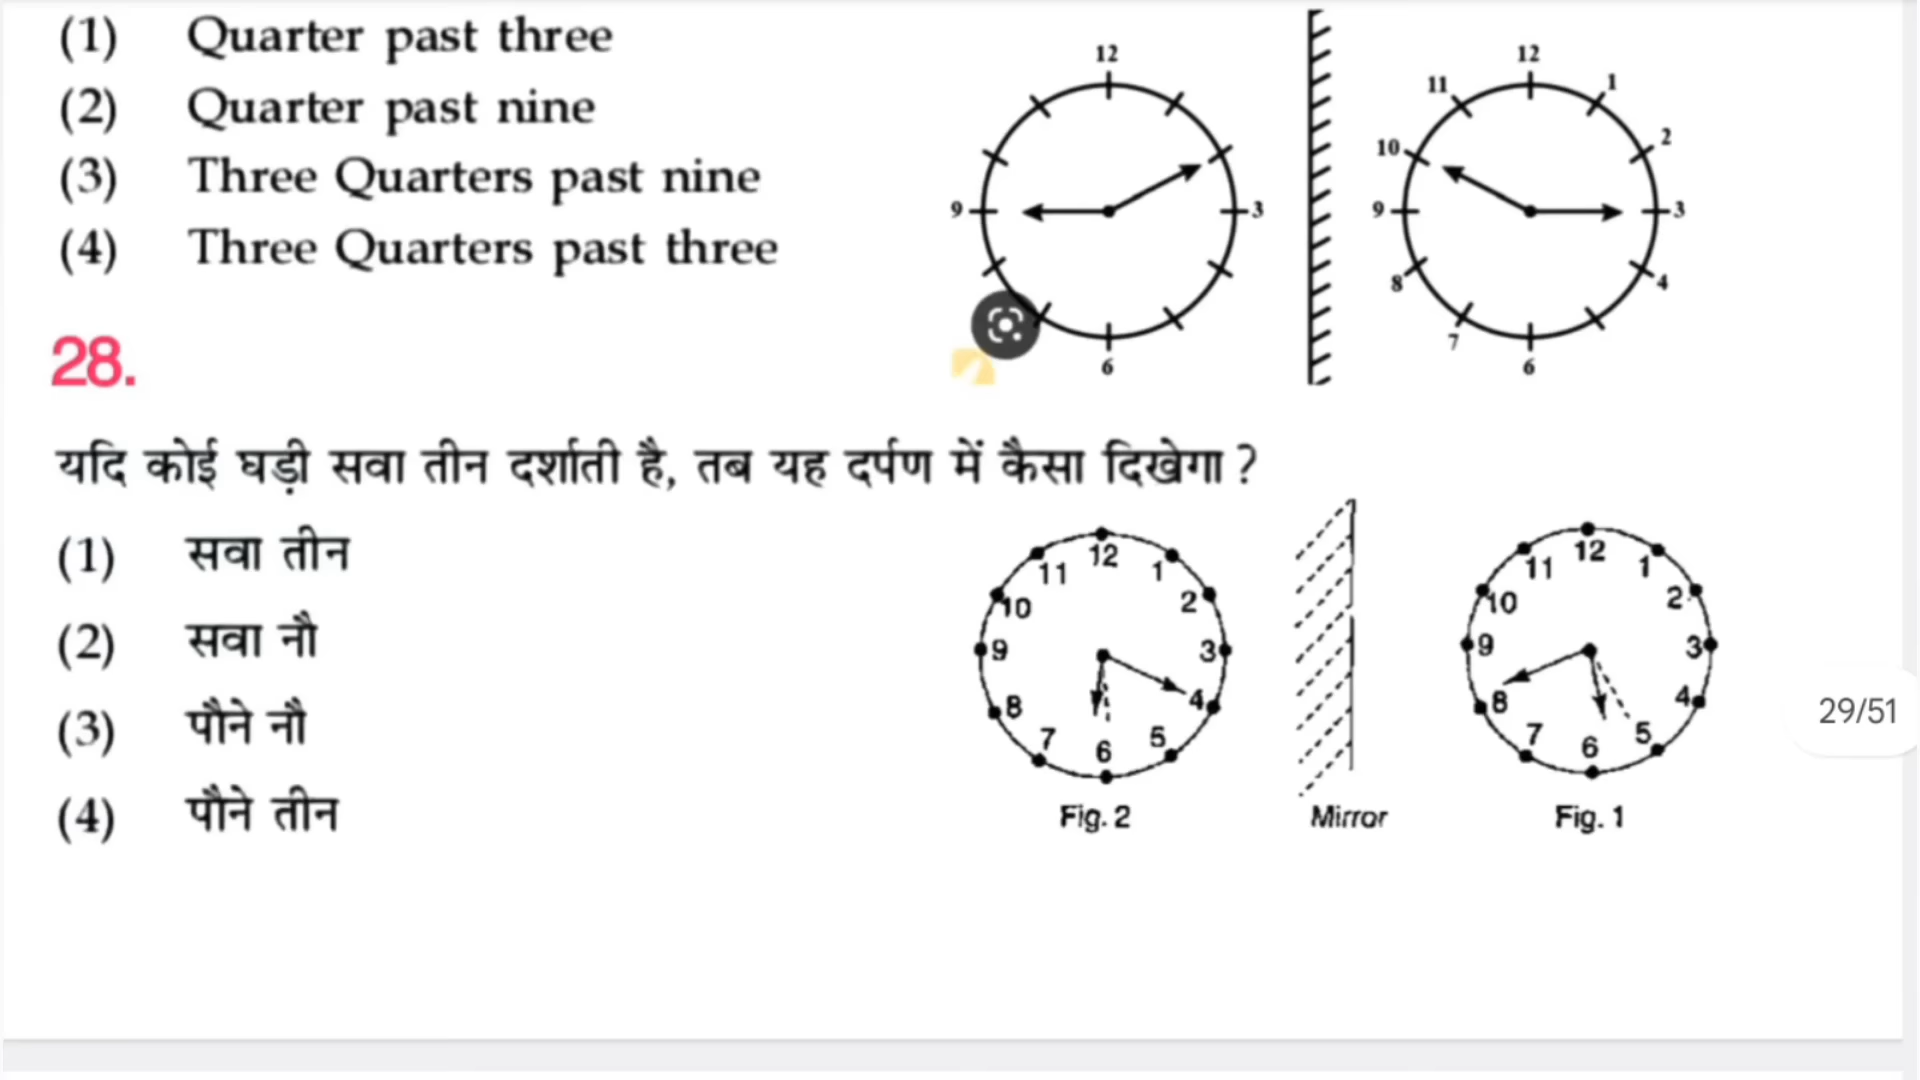 (1) Quarter past three
(2) Quarter past nine
(3) Three Quarters past nine
(4) Three Quarters past three
12
9 3
6
12
11 1
10 2
9 3
8 4
7
6
28.
यदि कोई घड़ी सवा तीन दर्शाती है, तब यह दर्पण में कैसा दिखेगा ?
(1) सवा तीन
(2) सवा नौ
(3) पौने नौ
(4) पौने तीन
12
11 1
10 2
9 3
8 4
7 5
6
Fig. 2
Mirror
12
11 1
10 2
9 3
8 4
7 5
6
Fig. 1
29/51